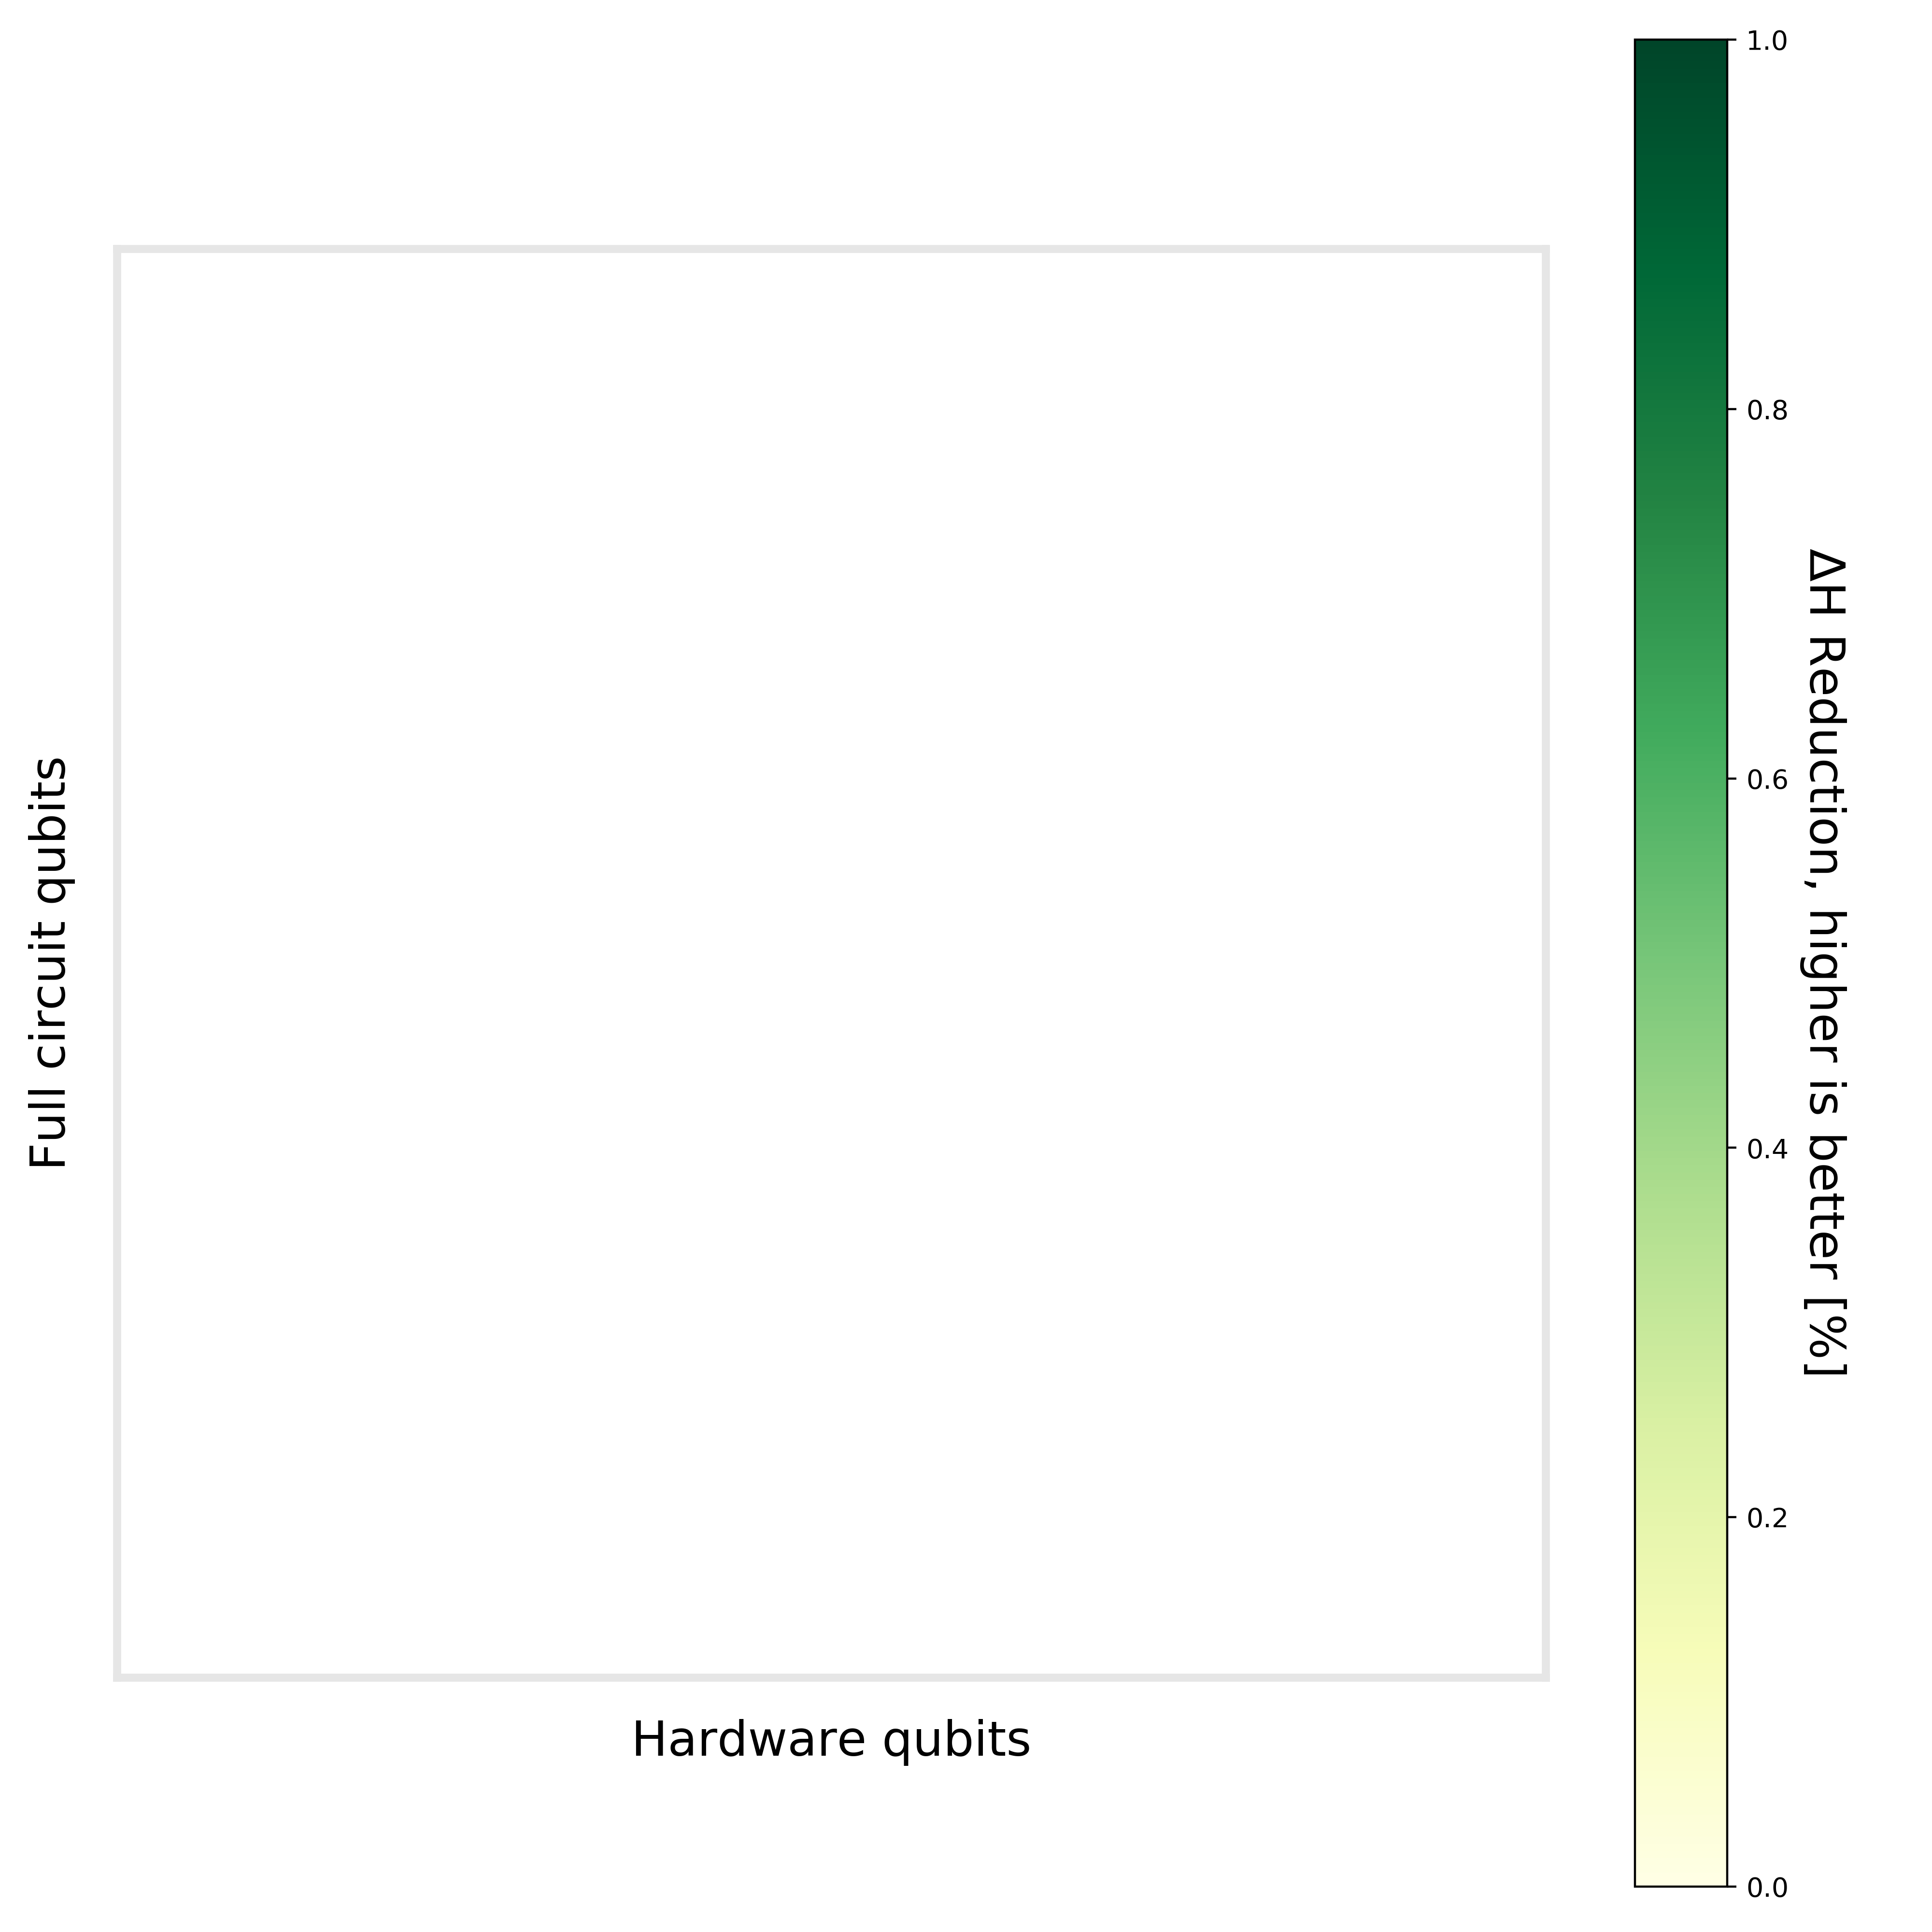 Full circuit qubits
Hardware qubits
1.0
0.8
0.6
0.4
0.2
0.0
ΔH Reduction, higher is better [%]